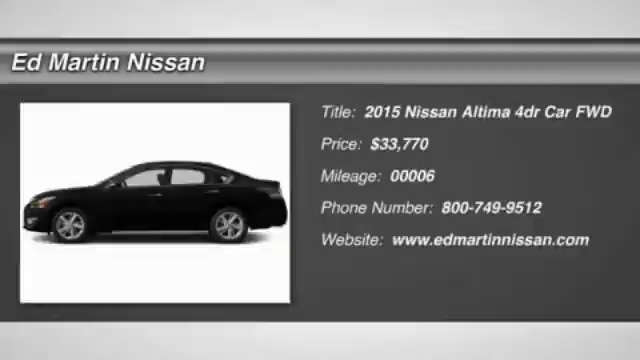 Ed Martin Nissan
Title: 2015 Nissan Altima 4dr Car FWD
Price: $33,770
Mileage: 00006
Phone Number: 800-749-9512
Website: www.edmartinnissan.com